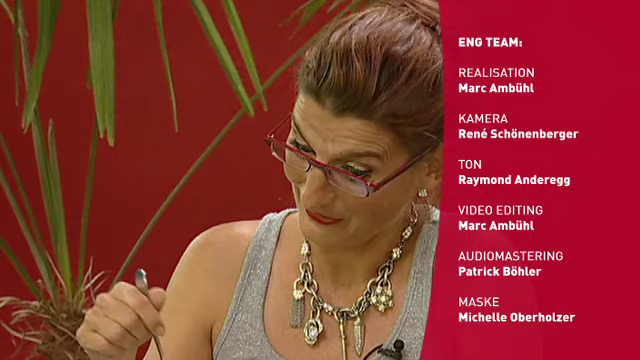 ENG TEAM:
REALISATION
Marc Ambühl
KAMERA
René Schönenberger
TON
Raymond Anderegg
VIDEO EDITING
Marc Ambühl
AUDIOMASTERING
Patrick Böhler
MASKE
Michelle Oberholzer